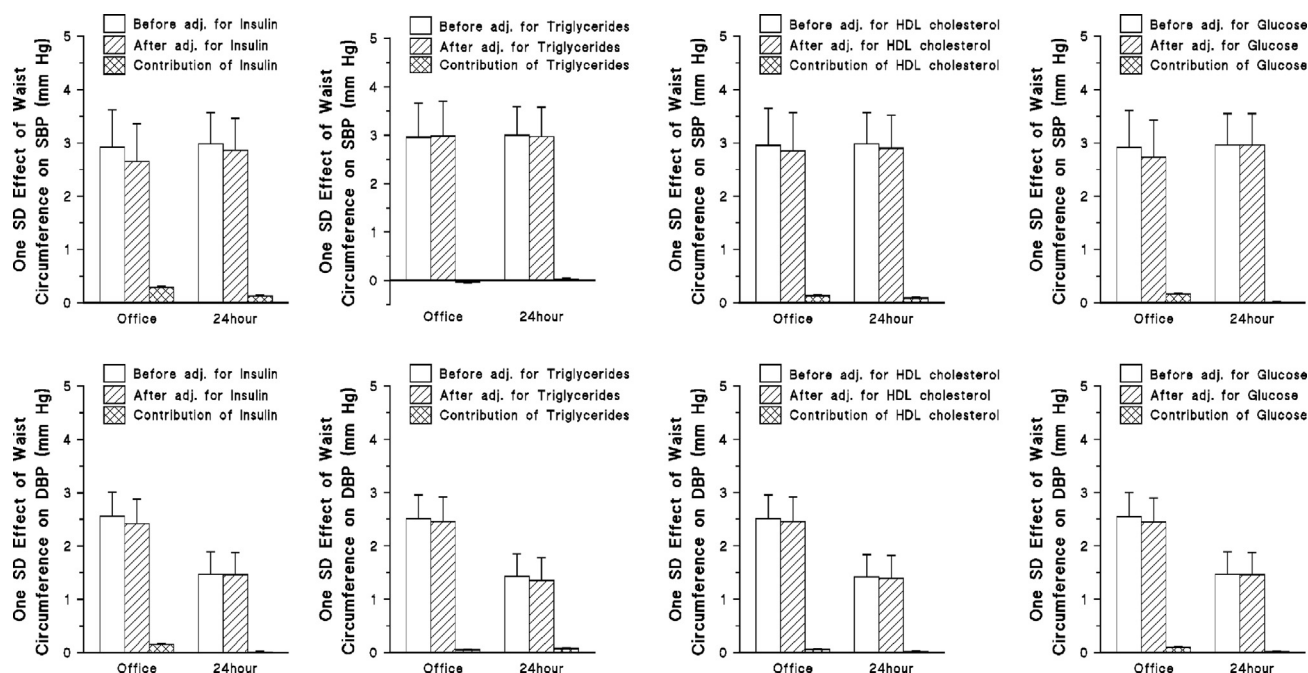 Before adj. for Insulin
After adj. for Insulin
Contribution of Insulin
One SD Effect of Waist
Circumference on SBP (mm Hg)
5
4
3
2
1
0
Office
24hour
Before adj. for Triglycerides
After adj. for Triglycerides
Contribution of Triglycerides
One SD Effect of Waist
Circumference on SBP (mm Hg)
5
4
3
2
1
0
Office
24hour
Before adj. for HDL cholesterol
After adj. for HDL cholesterol
Contribution of HDL cholesterol
One SD Effect of Waist
Circumference on SBP (mm Hg)
5
4
3
2
1
0
Office
24hour
Before adj. for Glucose
After adj. for Glucose
Contribution of Glucose
One SD Effect of Waist
Circumference on SBP (mm Hg)
5
4
3
2
1
0
Office
24hour
Before adj. for Insulin
After adj. for Insulin
Contribution of Insulin
One SD Effect of Waist
Circumference on DBP (mm Hg)
5
4
3
2
1
0
Office
24hour
Before adj. for Triglycerides
After adj. for Triglycerides
Contribution of Triglycerides
One SD Effect of Waist
Circumference on DBP (mm Hg)
5
4
3
2
1
0
Office
24hour
Before adj. for HDL cholesterol
After adj. for HDL cholesterol
Contribution of HDL cholesterol
One SD Effect of Waist
Circumference on DBP (mm Hg)
5
4
3
2
1
0
Office
24hour
Before adj. for Glucose
After adj. for Glucose
Contribution of Glucose
One SD Effect of Waist
Circumference on DBP (mm Hg)
5
4
3
2
1
0
Office
24hour